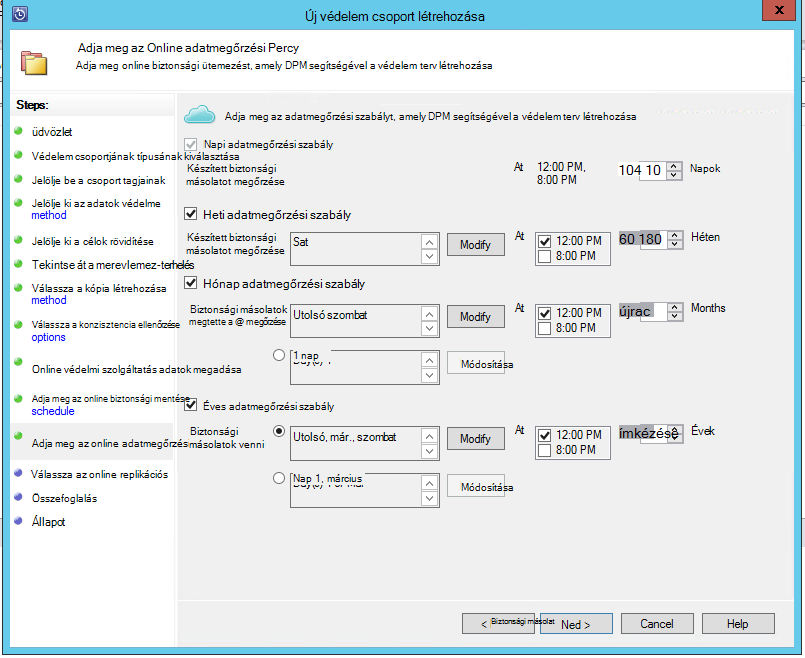 Új védelem csoport létrehozása
x
Adja meg az Online adatmegőrzési Percy
Adja meg online biztonsági ütemezést, amely DPM segítségével a védelem terv létrehozása
Steps:
üdvözlet
Védelem csoportjának típusának kiválasztása
Jelölje be a csoport tagjainak
Jelölje ki az adatok védelme
method
Jelölje ki a célok rövidítése
Tekintse át a merevlemez-terhelés
Válassza a kópia létrehozása
method
Válassza a konzisztencia ellenőrzése
options
Online védelmi szolgáltatás adatok megadása
Adja meg az online biztonsági mentése
schedule
Adja meg az online adatmegőrzés
Válassza az online replikációs
Összefoglalás
Állapot
Adja meg az adatmegőrzési szabályt, amely DPM segítségével a védelem terv létrehozása
Napi adatmegőrzési szabály
Készített biztonsági
másolatot megőrzése
At
12:00 PM,
8:00 PM
104 10
Napok
Heti adatmegőrzési szabály
Készített biztonsági
másolatot megőrzése
Sat
Modify
At
12:00 PM
8:00 PM
60 180
Héten
Hónap adatmegőrzési szabály
Biztonsági másolatok
megtette a @ megőzése
Utolsó szombat
Modify
At
12:00 PM
8:00 PM
újrac
Months
1 nap
Módosítása
Éves adatmegőrzési szabály
Biztonsági
másolatok venni
Utolsó, már., szombat
Modify
At
12:00 PM
8:00 PM
ímkézése
Évek
Nap 1, március
Módosítása
< Biztonsági másolat
Ned >
Cancel
Help